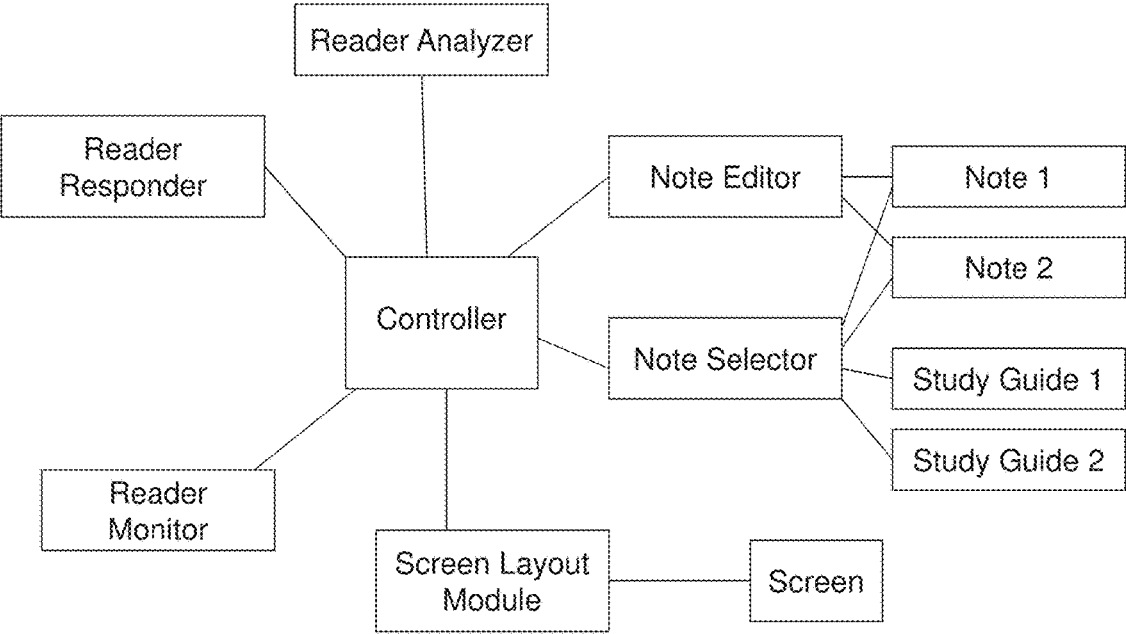 Reader Analyzer
Reader
Responder
Note Editor
Note 1
Note 2
Controller
Note Selector
Study Guide 1
Study Guide 2
Reader
Monitor
Screen Layout
Module
Screen